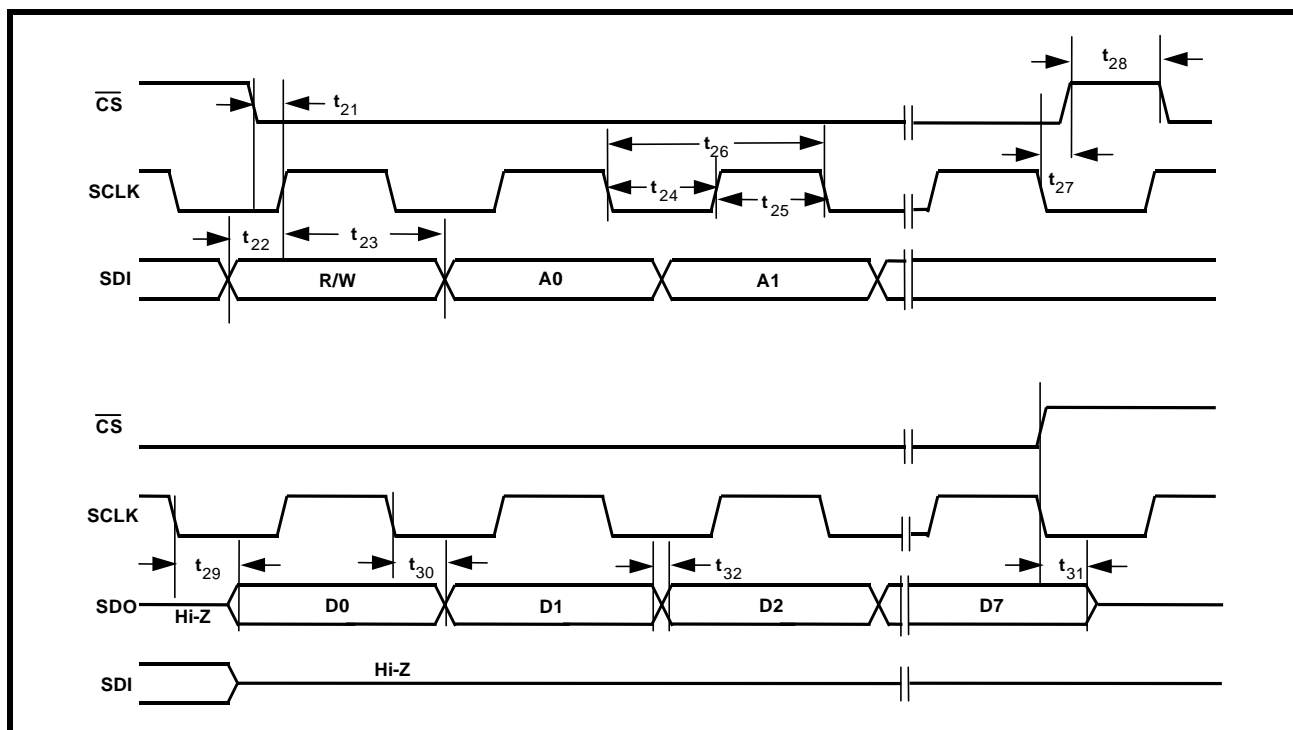 CS
t28
t21
t26
SCLK
t24
t25
t27
t22
t23
SDI
R/W
A0
A1
CS
SCLK
t29
t30
t32
t31
SDO
Hi-Z
D0
D1
D2
D7
SDI
Hi-Z